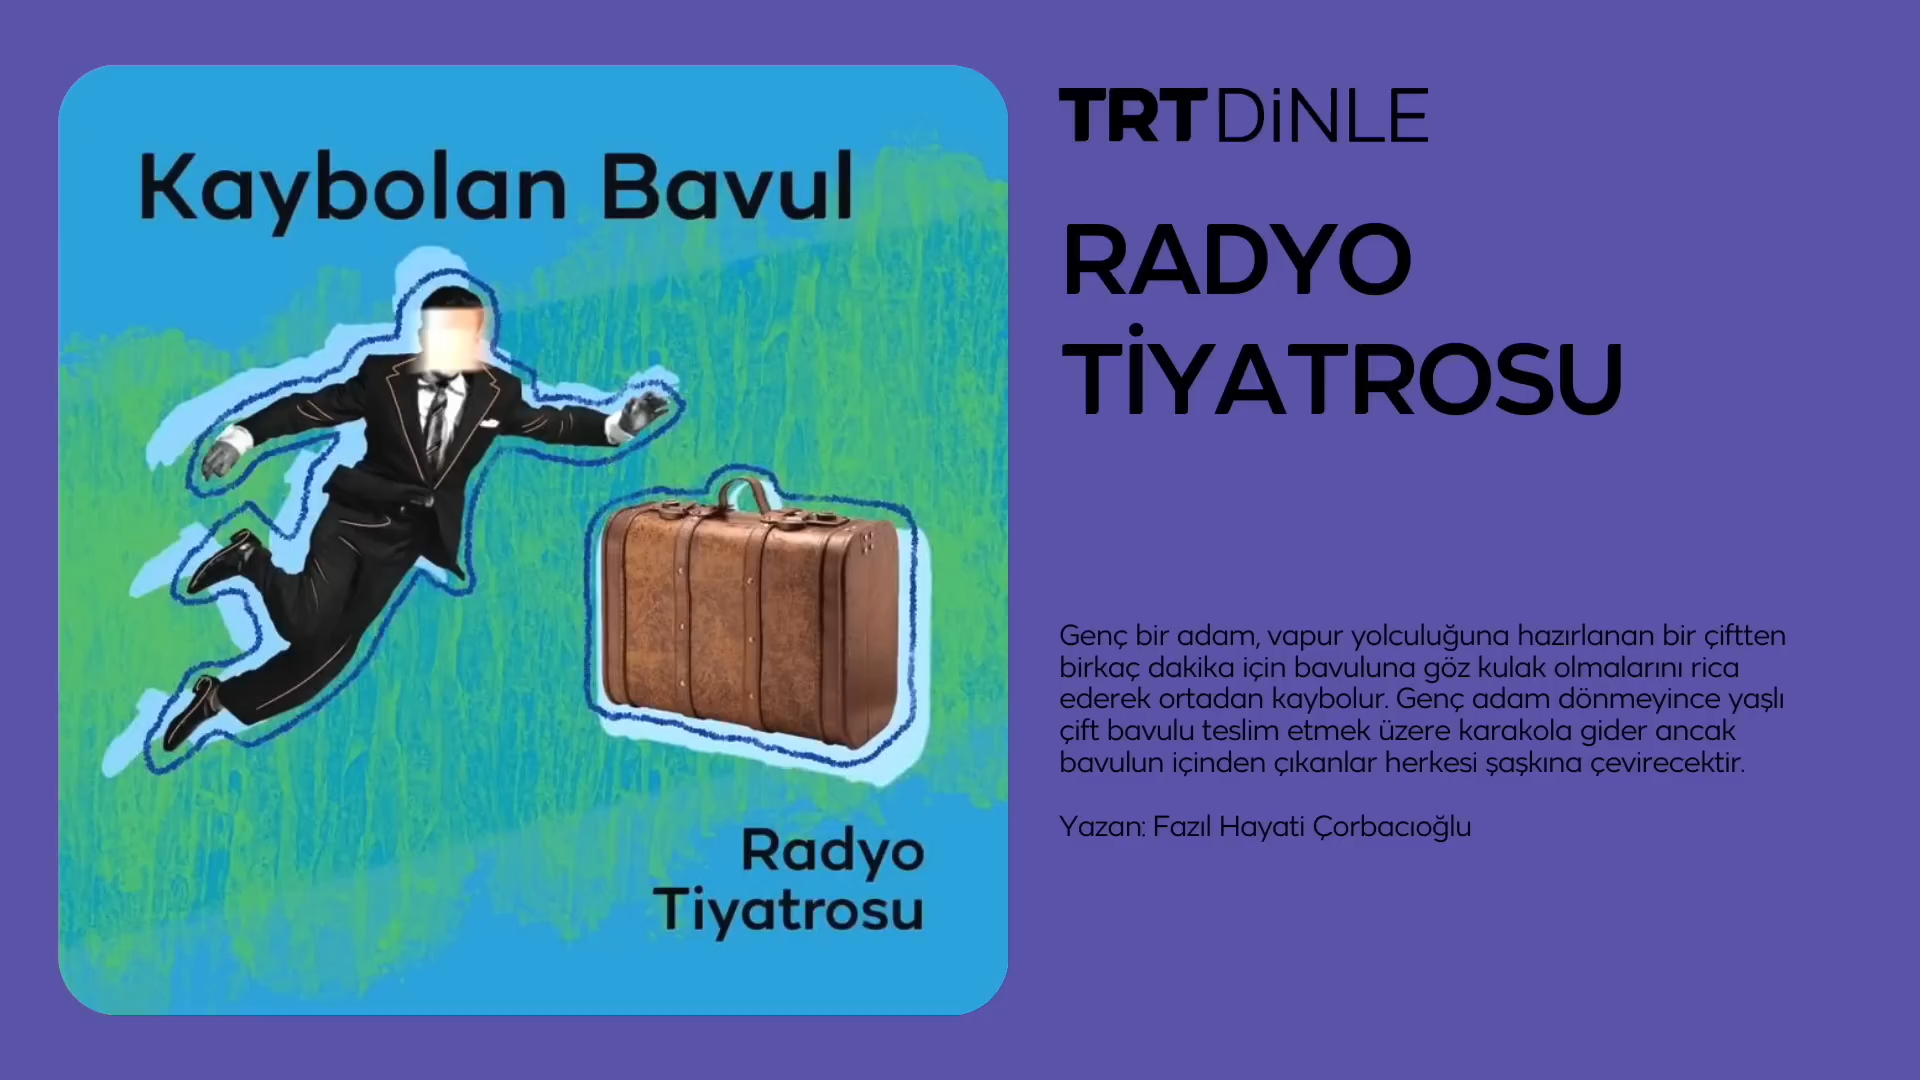 Kaybolan Bavul
Radyo
Tiyatrosu
TRT DİNLE
RADYO
TİYATROSU
Genç bir adam, vapur yolculuğuna hazırlanan bir çiftten
birkaç dakika için bavuluna göz kulak olmalarını rica
ederek ortadan kaybolur. Genç adam dönmeyince yaşlı
çift bavulu teslim etmek üzere karakola gider ancak
bavulun içinden çıkanlar herkesi şaşkına çevirecektir.
Yazan: Fazıl Hayati Çorbacıoğlu